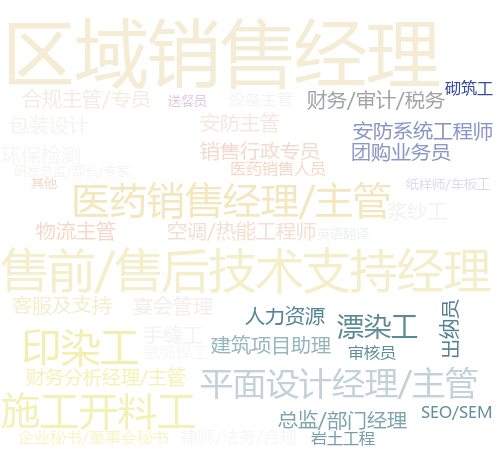 区域销售经理
砌筑工
合规主管/专员
送餐员
设备主管
财务/审计/税务
包装设计
安防主管
安防系统工程师
环保检测
销售行政专员
团购业务员
研发总监/部长/专家
医药销售人员
其他
纸样师/车板工
医药销售经理/主管
浆纱工
物流主管
空调/热能工程师
英语翻译
售前/售后技术支持经理
客服及支持
宴会管理
人力资源
漂染工
出纳员
印染工
手缝工
建筑项目助理
审核员
财务分析经理/主管
平面设计经理/主管
施工开料工
总监/部门经理
SEO/SEM
企业秘书/董事会秘书
律师/法务/合规
岩土工程